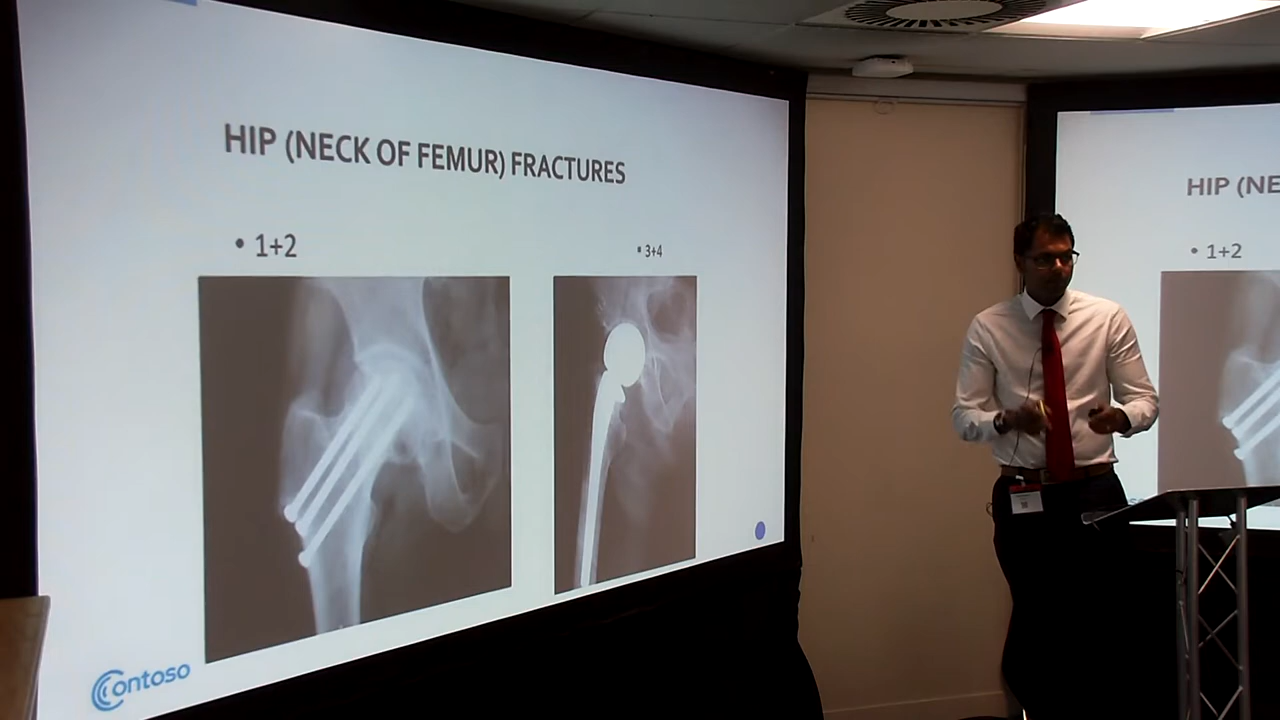 HIP (NECK OF FEMUR) FRACTURES
• 1+2
▪ 3+4
Contoso
HIP (NE
• 1+2